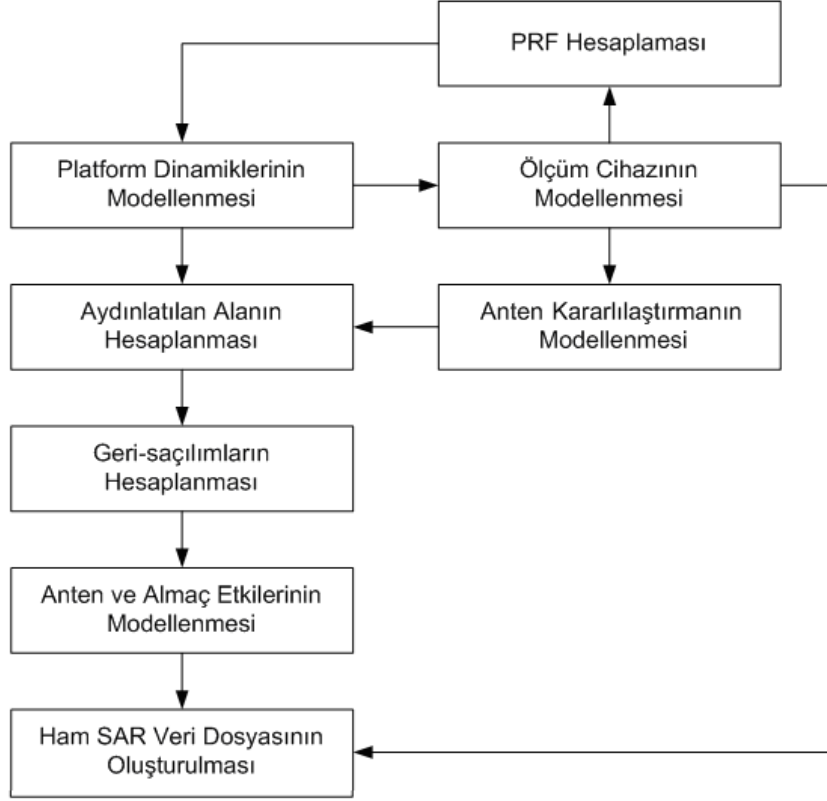 PRF Hesaplaması
Platform Dinamiklerinin
Modellenmesi
Ölçüm Cihazının
Modellenmesi
Aydınlatılan Alanın
Hesaplanması
Anten Kararlılaştırmanın
Modellenmesi
Geri-saçılımların
Hesaplanması
Anten ve Almaç Etkilerinin
Modellenmesi
Ham SAR Veri Dosyasının
Oluşturulması